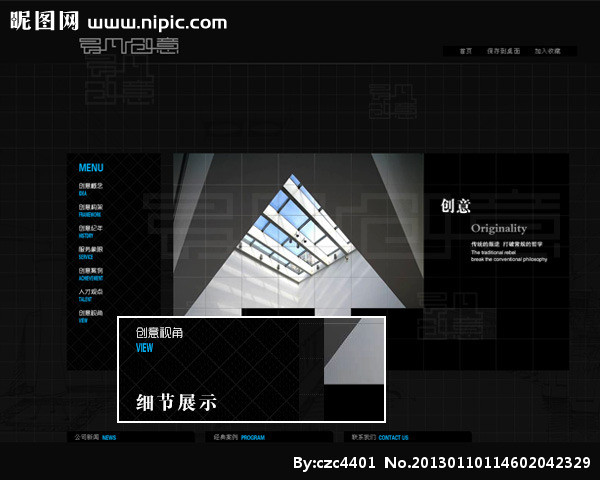 昵图网 www.nipic.com
首页 保存到桌面 加入收藏
MENU
创意概念
IDEA
创意构架
FRAMEWORK
创意纪年
HISTORY
服务象限
SERVICE
创意案例
ACHIEVEMENT
人才观点
TALENT
创意视角
VIEW
创意
Originality
传统的叛逆 打破常规的哲学
The traditional rebel
break the conventional philosophy
创意视角
VIEW
细节展示
公司新闻 NEWS
经典案例 PROGRAM
联系我们 CONTACT US
By:czc4401 No.20130110114602042329